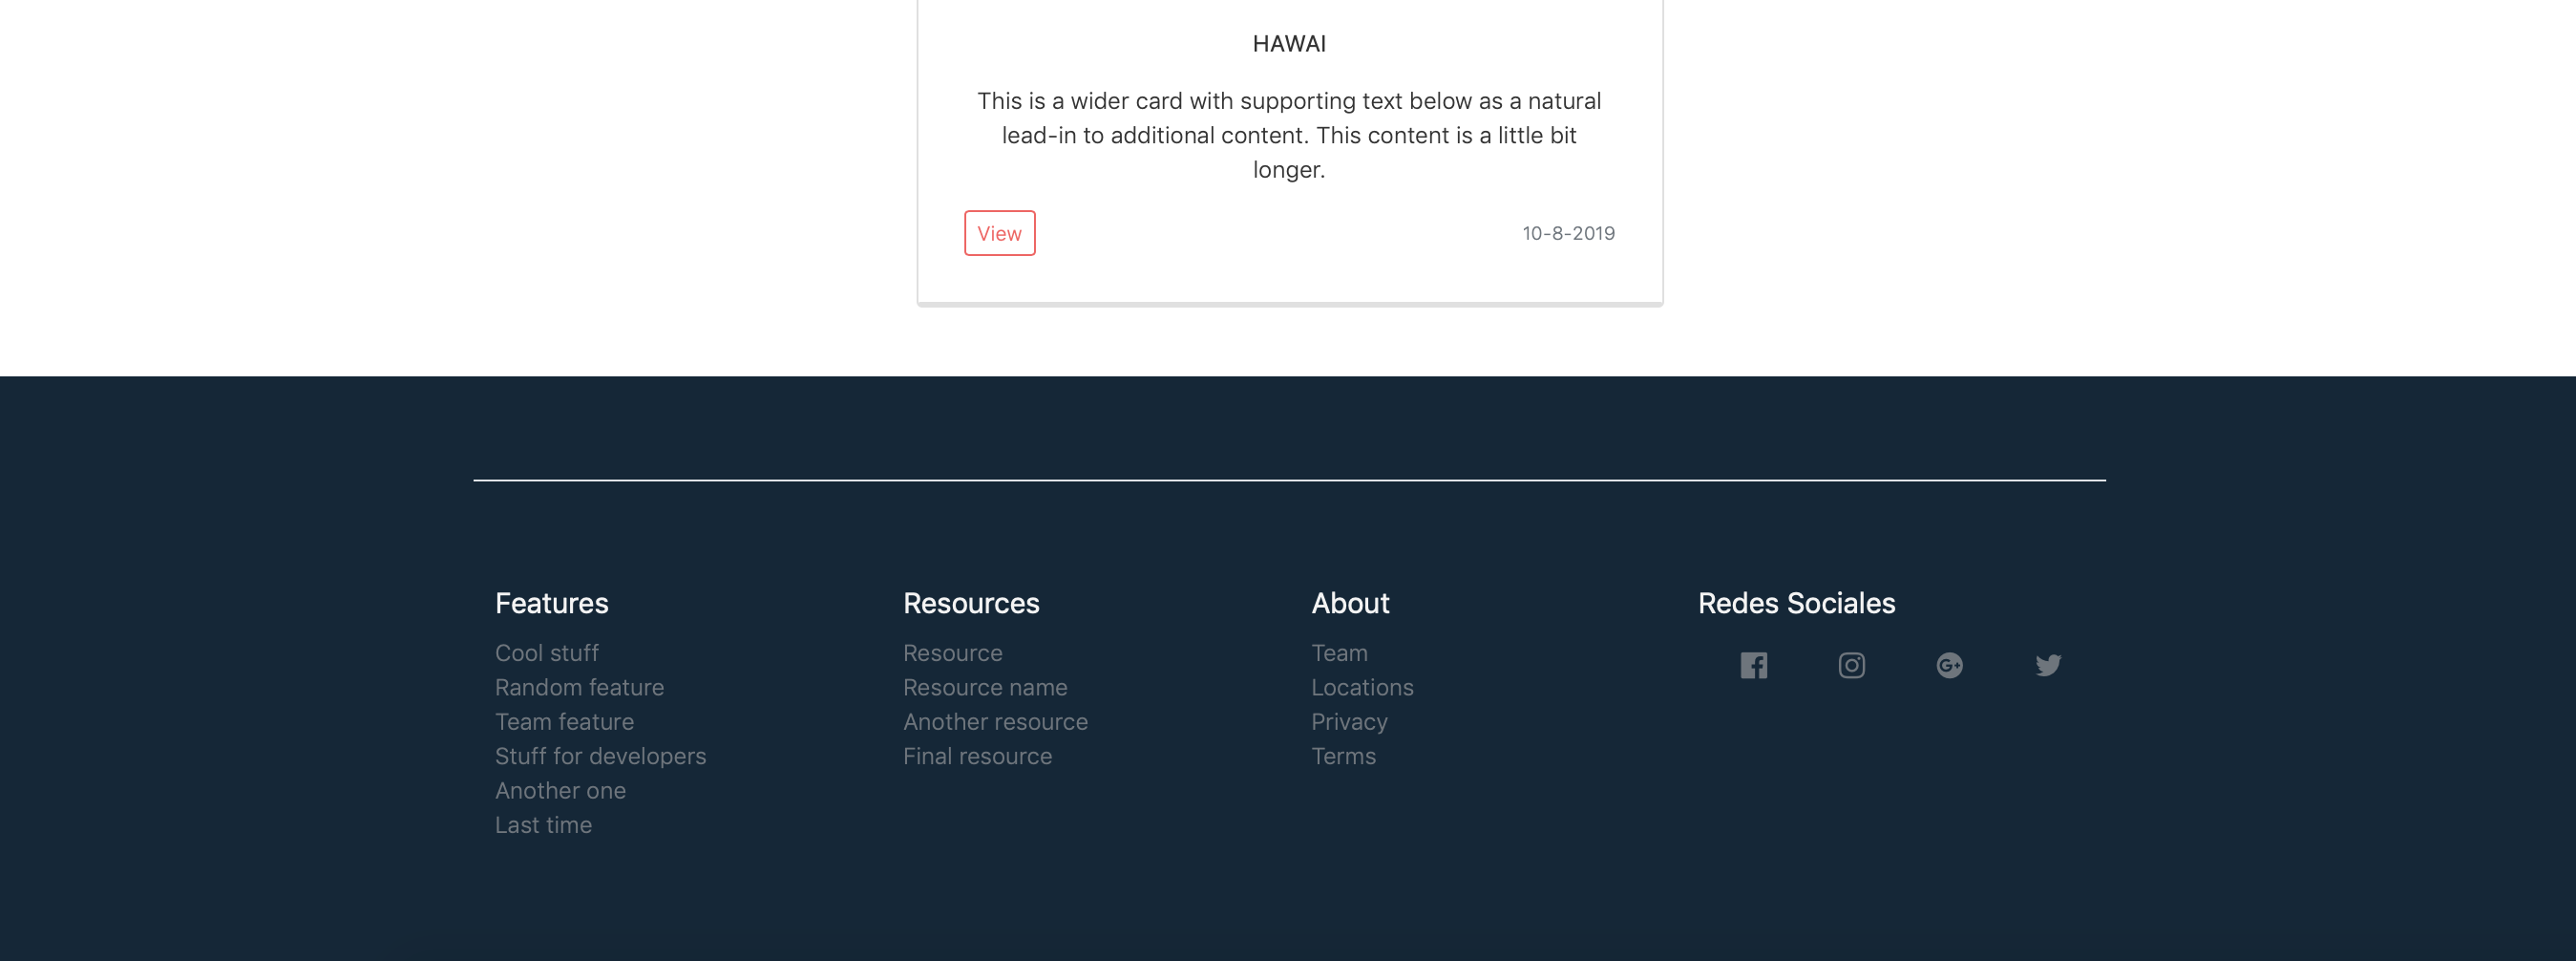 HAWAI
This is a wider card with supporting text below as a natural
lead-in to additional content. This content is a little bit
longer.
View
10-8-2019
Features
Cool stuff
Random feature
Team feature
Stuff for developers
Another one
Last time
Resources
Resource
Resource name
Another resource
Final resource
About
Team
Locations
Privacy
Terms
Redes Sociales